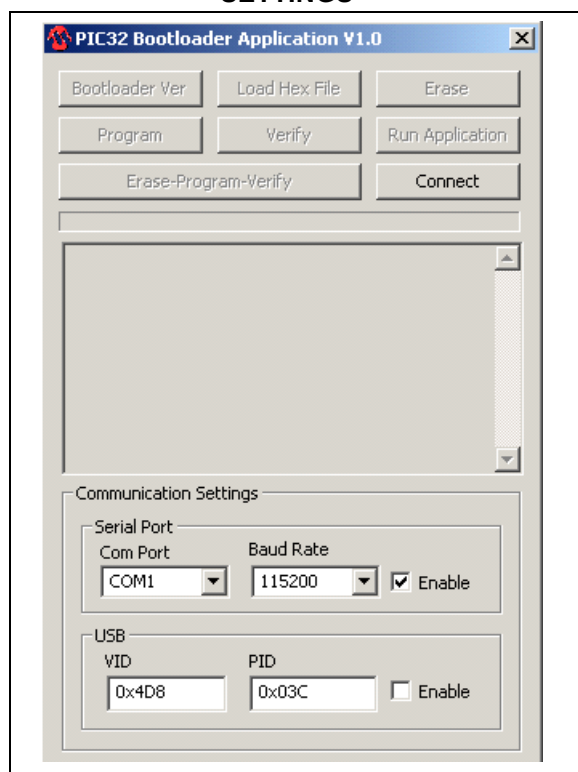 PIC32 Bootloader Application V1.0
Bootloader Ver Load Hex File Erase
Program Verify Run Application
Erase-Program-Verify Connect
Communication Settings
Serial Port
Com Port Baud Rate
COM1 115200 Enable
USB
VID PID
0x4D8 0x03C Enable